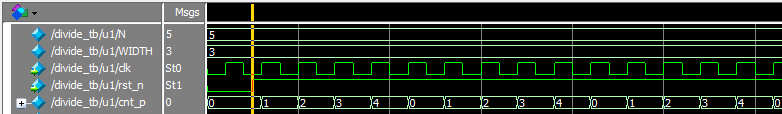 Msgs
/divide_tb/u1/N 5 5
/divide_tb/u1/WIDTH 3 3
/divide_tb/u1/clk St0
/divide_tb/u1/rst_n St1
/divide_tb/u1/cnt_p 0 0 1 2 3 4 0 1 2 3 4 0 1 2 3 4 0